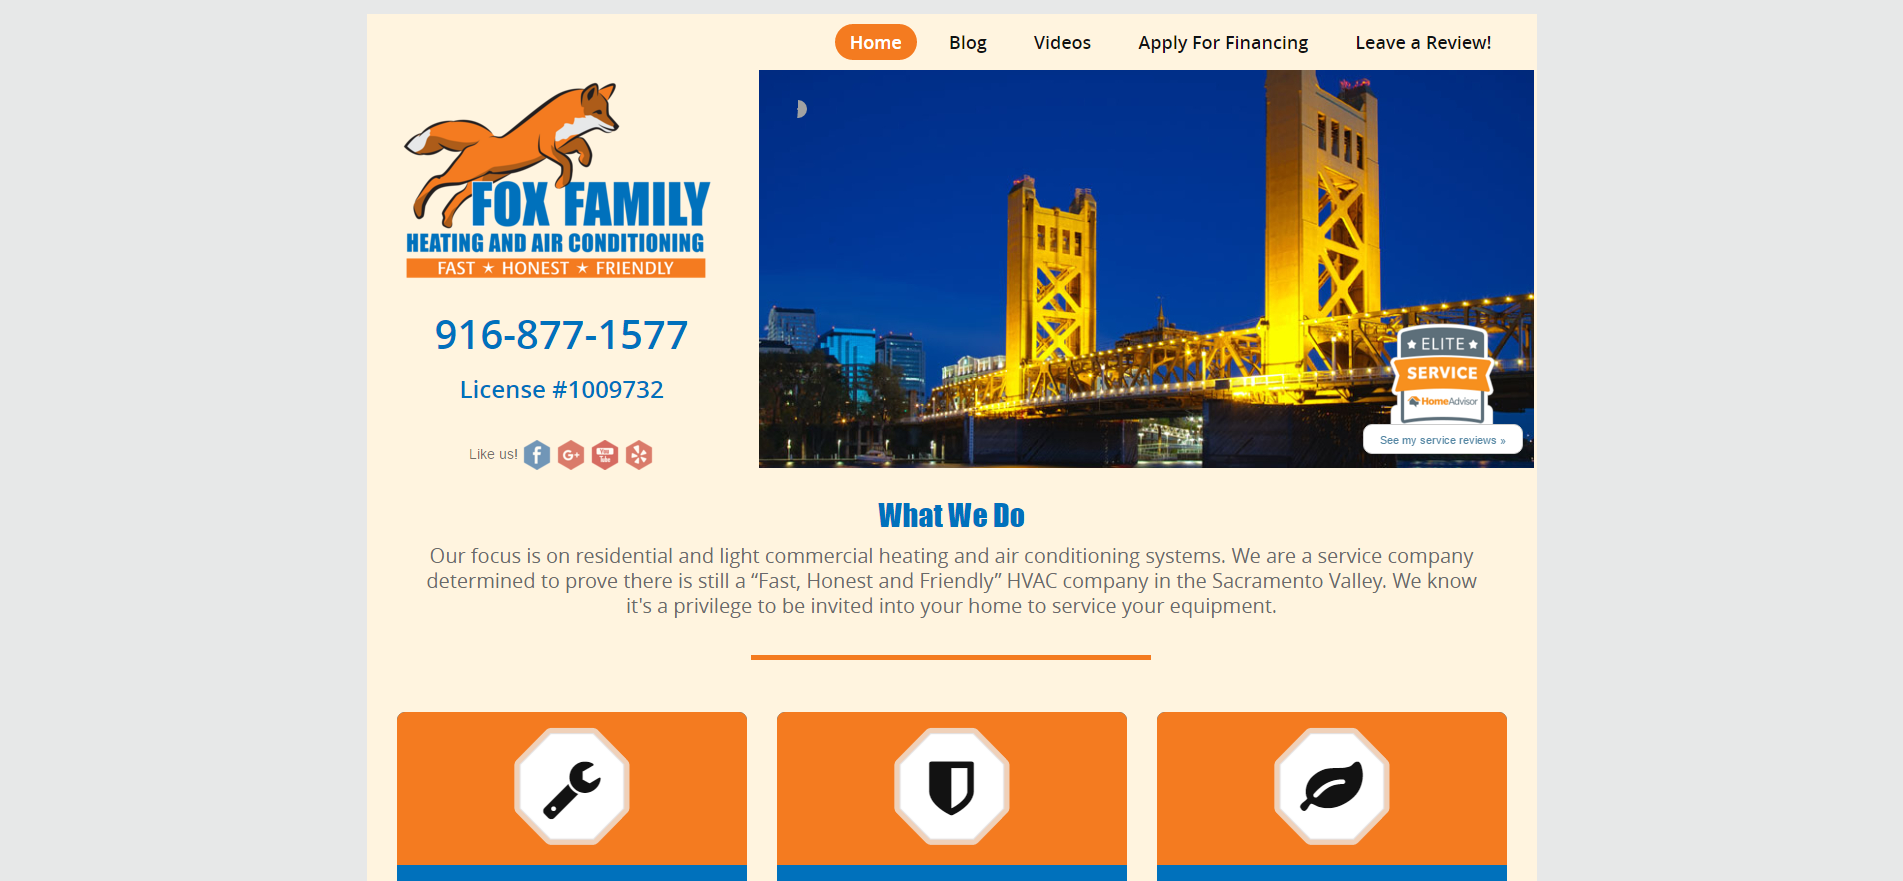 Home
Blog
Videos
Apply For Financing
Leave a Review!
FOX FAMILY
HEATING AND AIR CONDITIONING
FAST ★ HONEST ★ FRIENDLY
916-877-1577
License #1009732
Like us!
f
G+
You
Tube
★ ELITE ★
SERVICE
HomeAdvisor
See my service reviews »
What We Do
Our focus is on residential and light commercial heating and air conditioning systems. We are a service company
determined to prove there is still a “Fast, Honest and Friendly” HVAC company in the Sacramento Valley. We know
it's a privilege to be invited into your home to service your equipment.